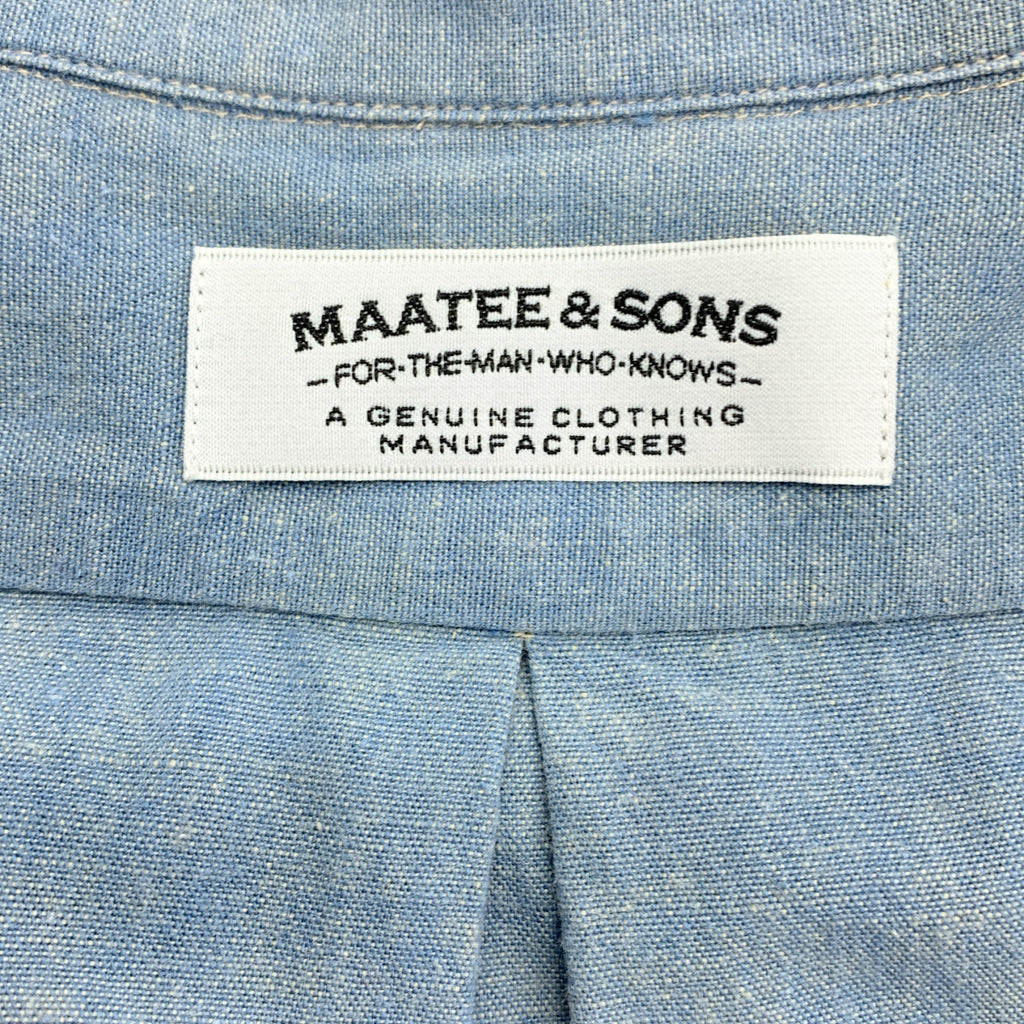 MAATEE & SONS
–FOR·THE·MAN·WHO·KNOWS–
A GENUINE CLOTHING
MANUFACTURER